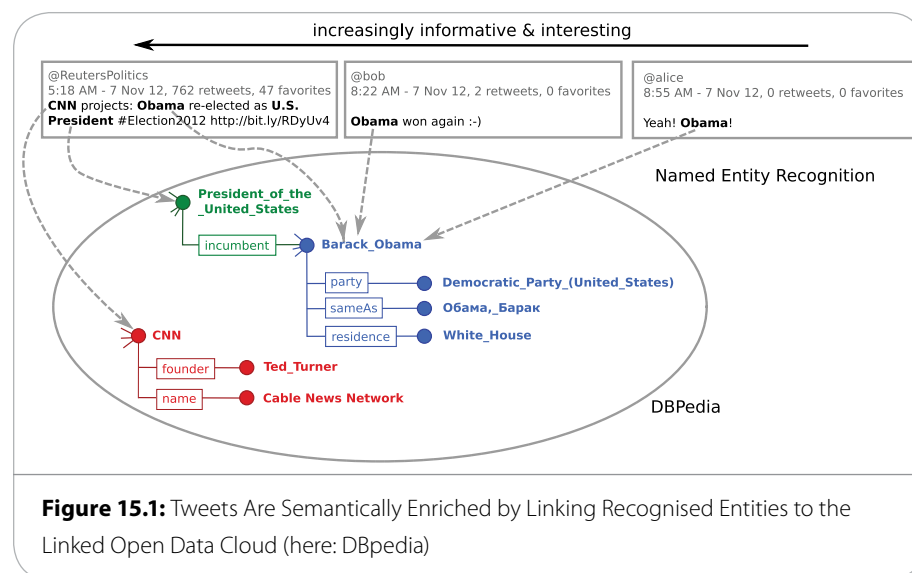 increasingly informative & interesting
@ReutersPolitics
5:18 AM - 7 Nov 12, 762 retweets, 47 favorites
CNN projects: Obama re-elected as U.S.
President #Election2012 http://bit.ly/RDyUv4
@bob
8:22 AM - 7 Nov 12, 2 retweets, 0 favorites
Obama won again :-)
@alice
8:55 AM - 7 Nov 12, 0 retweets, 0 favorites
Yeah! Obama!
Named Entity Recognition
President_of_the
_United_States
incumbent
Barack_Obama
party
Democratic_Party_(United_States)
sameAs
Обама,_Барак
residence
White_House
CNN
founder
Ted_Turner
name
Cable News Network
DBPedia
Figure 15.1: Tweets Are Semantically Enriched by Linking Recognised Entities to the
Linked Open Data Cloud (here: DBpedia)